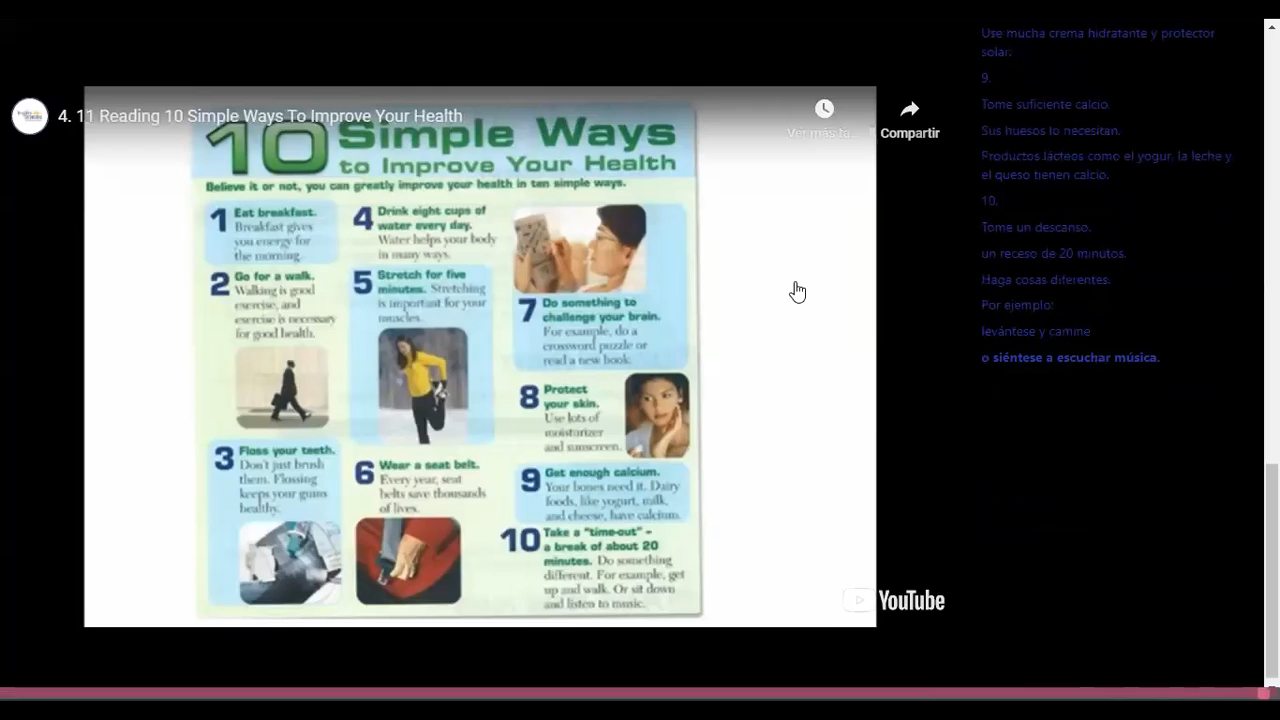 4. 11 Reading 10 Simple Ways To Improve Your Health
Ver más ta...
Compartir
10 Simple Ways
to Improve Your Health
Believe it or not, you can greatly improve your health in ten simple ways.
1 Eat breakfast.
Breakfast gives
you energy for
the morning.
2 Go for a walk.
Walking is good
exercise, and
exercise is necessary
for good health.
3 Floss your teeth.
Don't just brush
them. Flossing
keeps your gums
healthy.
4 Drink eight cups of
water every day.
Water helps your body
in many ways.
5 Stretch for five
minutes. Stretching
is important for your
muscles.
6 Wear a seat belt.
Every year, seat
belts save thousands
of lives.
7 Do something to
challenge your brain.
For example, do a
crossword puzzle or
read a new book.
8 Protect
your skin.
Use lots of
moisturizer
and sunscreen.
9 Get enough calcium.
Your bones need it. Dairy
foods, like yogurt, milk,
and cheese, have calcium.
10 Take a "time-out" –
a break of about 20
minutes. Do something
different. For example, get
up and walk. Or sit down
and listen to music.
YouTube
Use mucha crema hidratante y protector
solar.
9.
Tome suficiente calcio.
Sus huesos lo necesitan.
Productos lácteos como el yogur, la leche y
el queso tienen calcio.
10.
Tome un descanso.
un receso de 20 minutos.
Haga cosas diferentes.
Por ejemplo:
levántese y camine
o siéntese a escuchar música.